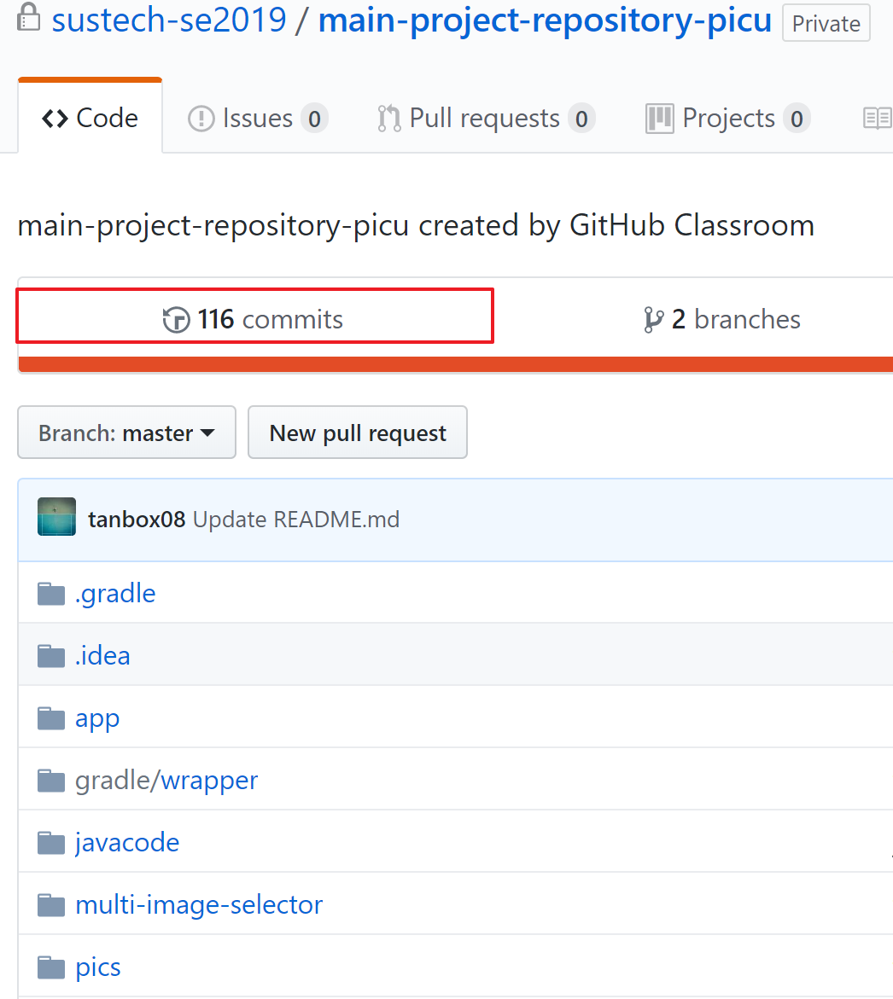 sustech-se2019 / main-project-repository-picu Private
Code Issues 0 Pull requests 0 Projects 0
main-project-repository-picu created by GitHub Classroom
116 commits 2 branches
Branch: master New pull request
tanbox08 Update README.md
.gradle
.idea
app
gradle/wrapper
javacode
multi-image-selector
pics